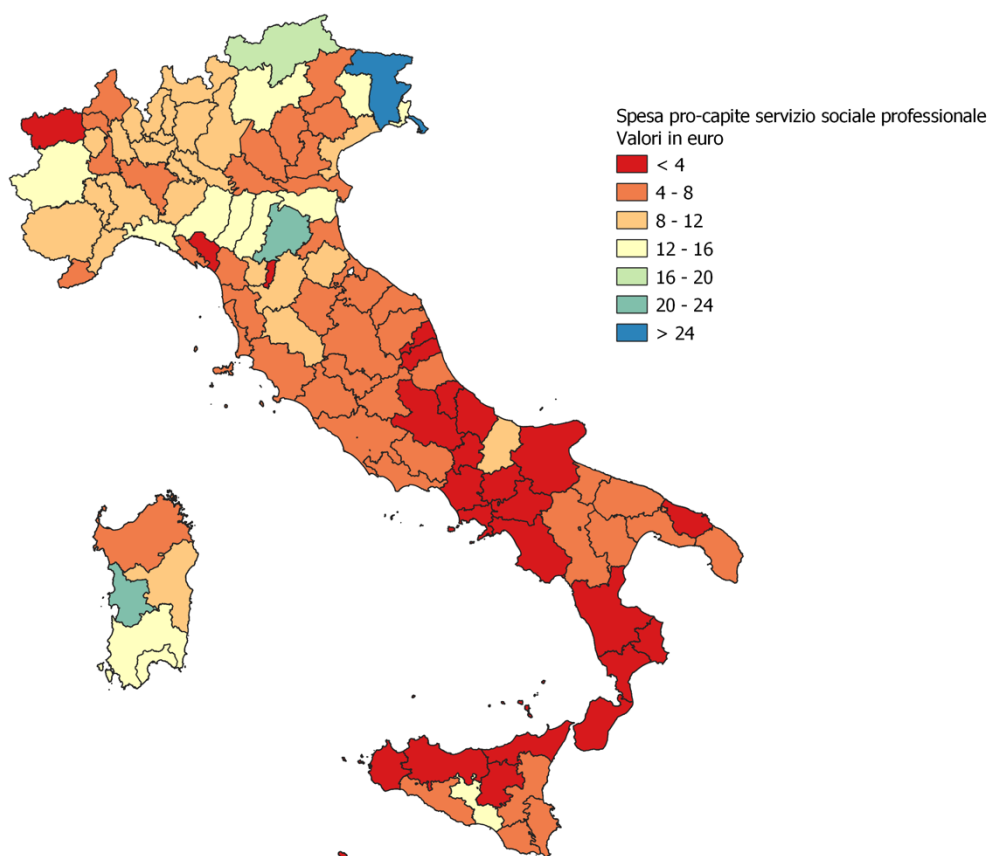 Spesa pro-capite servizio sociale professionale
Valori in euro
< 4
4 - 8
8 - 12
12 - 16
16 - 20
20 - 24
> 24